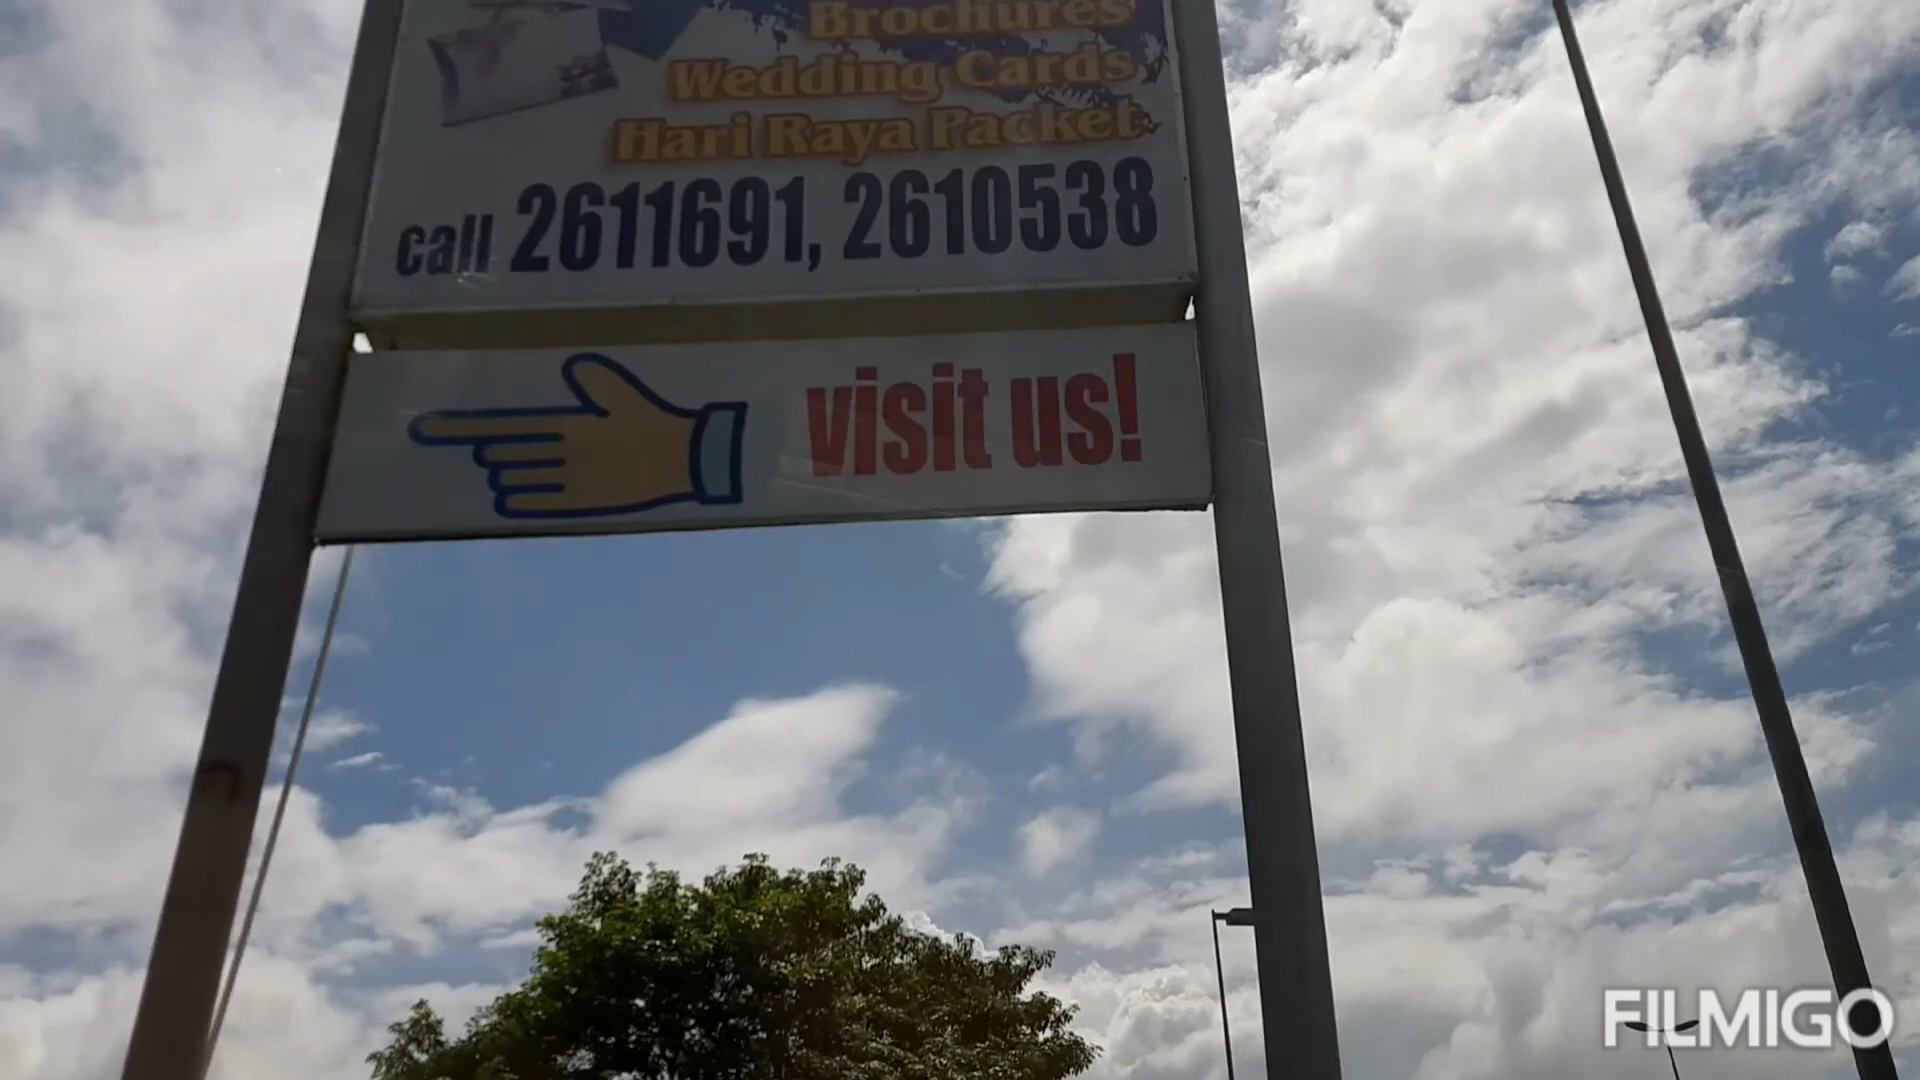 Brochures
Wedding Cards
Hari Raya Packet
call 2611691, 2610538
visit us!
FILMIGO